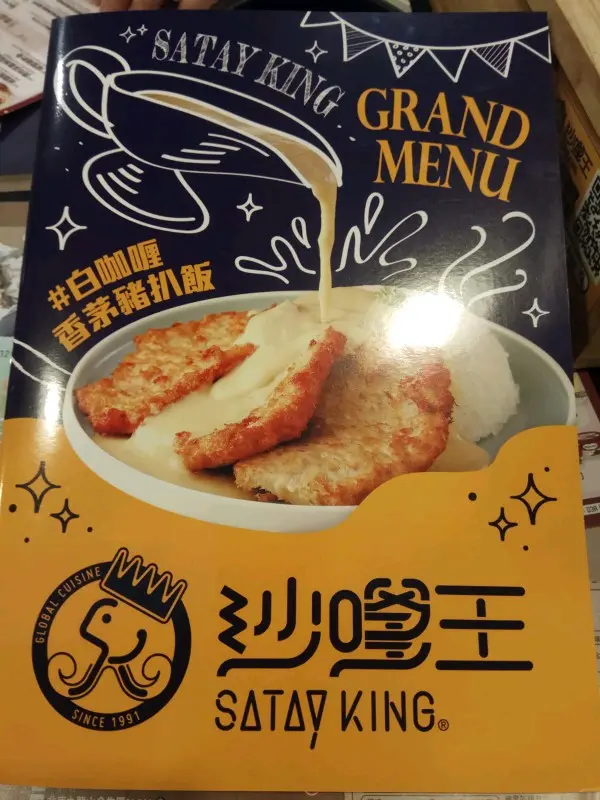 SATAY KING
GRAND
MENU
#白咖喱
香茅豬扒飯
GLOBAL CUISINE
SINCE 1991
沙嗲王
SATAY KING®